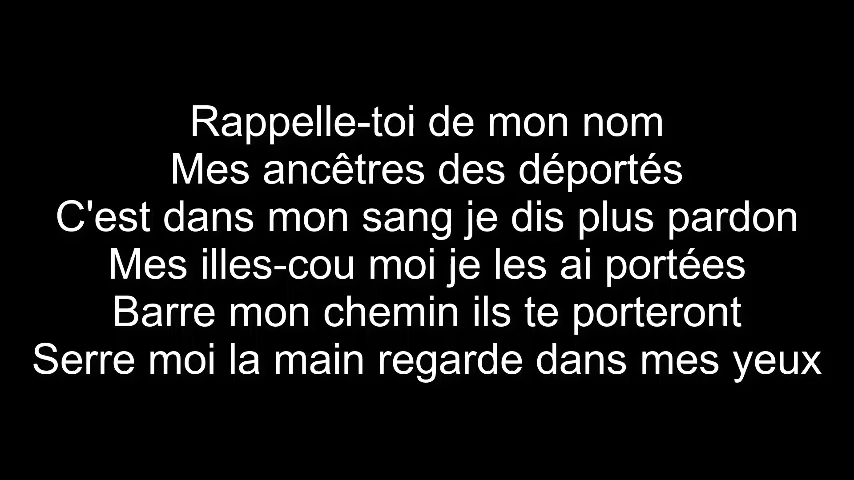 Rappelle-toi de mon nom
Mes ancêtres des déportés
C'est dans mon sang je dis plus pardon
Mes illes-cou moi je les ai portées
Barre mon chemin ils te porteront
Serre moi la main regarde dans mes yeux